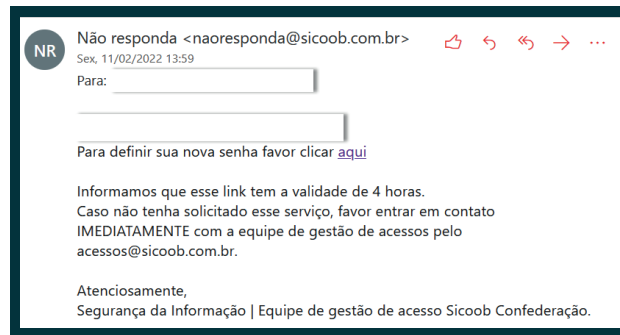 NR
Não responda <naoresponda@sicoob.com.br>
Sex, 11/02/2022 13:59
Para:
Para definir sua nova senha favor clicar aqui
Informamos que esse link tem a validade de 4 horas.
Caso não tenha solicitado esse serviço, favor entrar em contato
IMEDIATAMENTE com a equipe de gestão de acessos pelo
acessos@sicoob.com.br.
Atenciosamente,
Segurança da Informação | Equipe de gestão de acesso Sicoob Confederação.